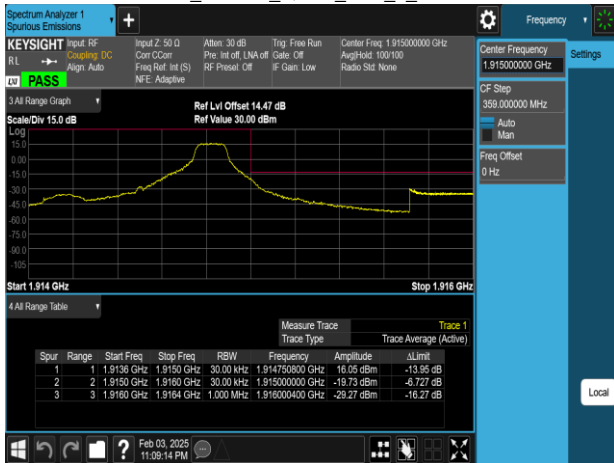 Spectrum Analyzer 1
Spurious Emissions
Frequency
KEYSIGHT Input: RF Input Z: 50 Ω Atten: 30 dB Trig: Free Run Center Freq: 1.915000000 GHz
RL Coupling: DC Corr CCorr Pre: Int off, LNA off Gate: Off Avg|Hold: 100/100
Align: Auto Freq Ref: Int (S) RF Preset: Off IF Gain: Low Radio Std: None
LXI PASS NFE: Adaptive
3 All Range Graph
Ref Lvl Offset 14.47 dB
Scale/Div 15.0 dB Ref Value 30.00 dBm
Log
15.0
0.00
-15.0
-30.0
-45.0
-60.0
-75.0
-90.0
-105
Start 1.914 GHz Stop 1.916 GHz
4 All Range Table
Measure Trace Trace 1
Trace Type Trace Average (Active)
Spur Range Start Freq Stop Freq RBW Frequency Amplitude ΔLimit
1 1 1.9136 GHz 1.9150 GHz 30.00 kHz 1.914750800 GHz 16.05 dBm -13.95 dB
2 2 1.9150 GHz 1.9160 GHz 30.00 kHz 1.915000000 GHz -19.73 dBm -6.727 dB
3 3 1.9160 GHz 1.9164 GHz 1.000 MHz 1.916000400 GHz -29.27 dBm -16.27 dB
Center Frequency
1.915000000 GHz
Settings
CF Step
359.000000 MHz
Auto
Man
Freq Offset
0 Hz
Local
Feb 03, 2025
11:09:14 PM